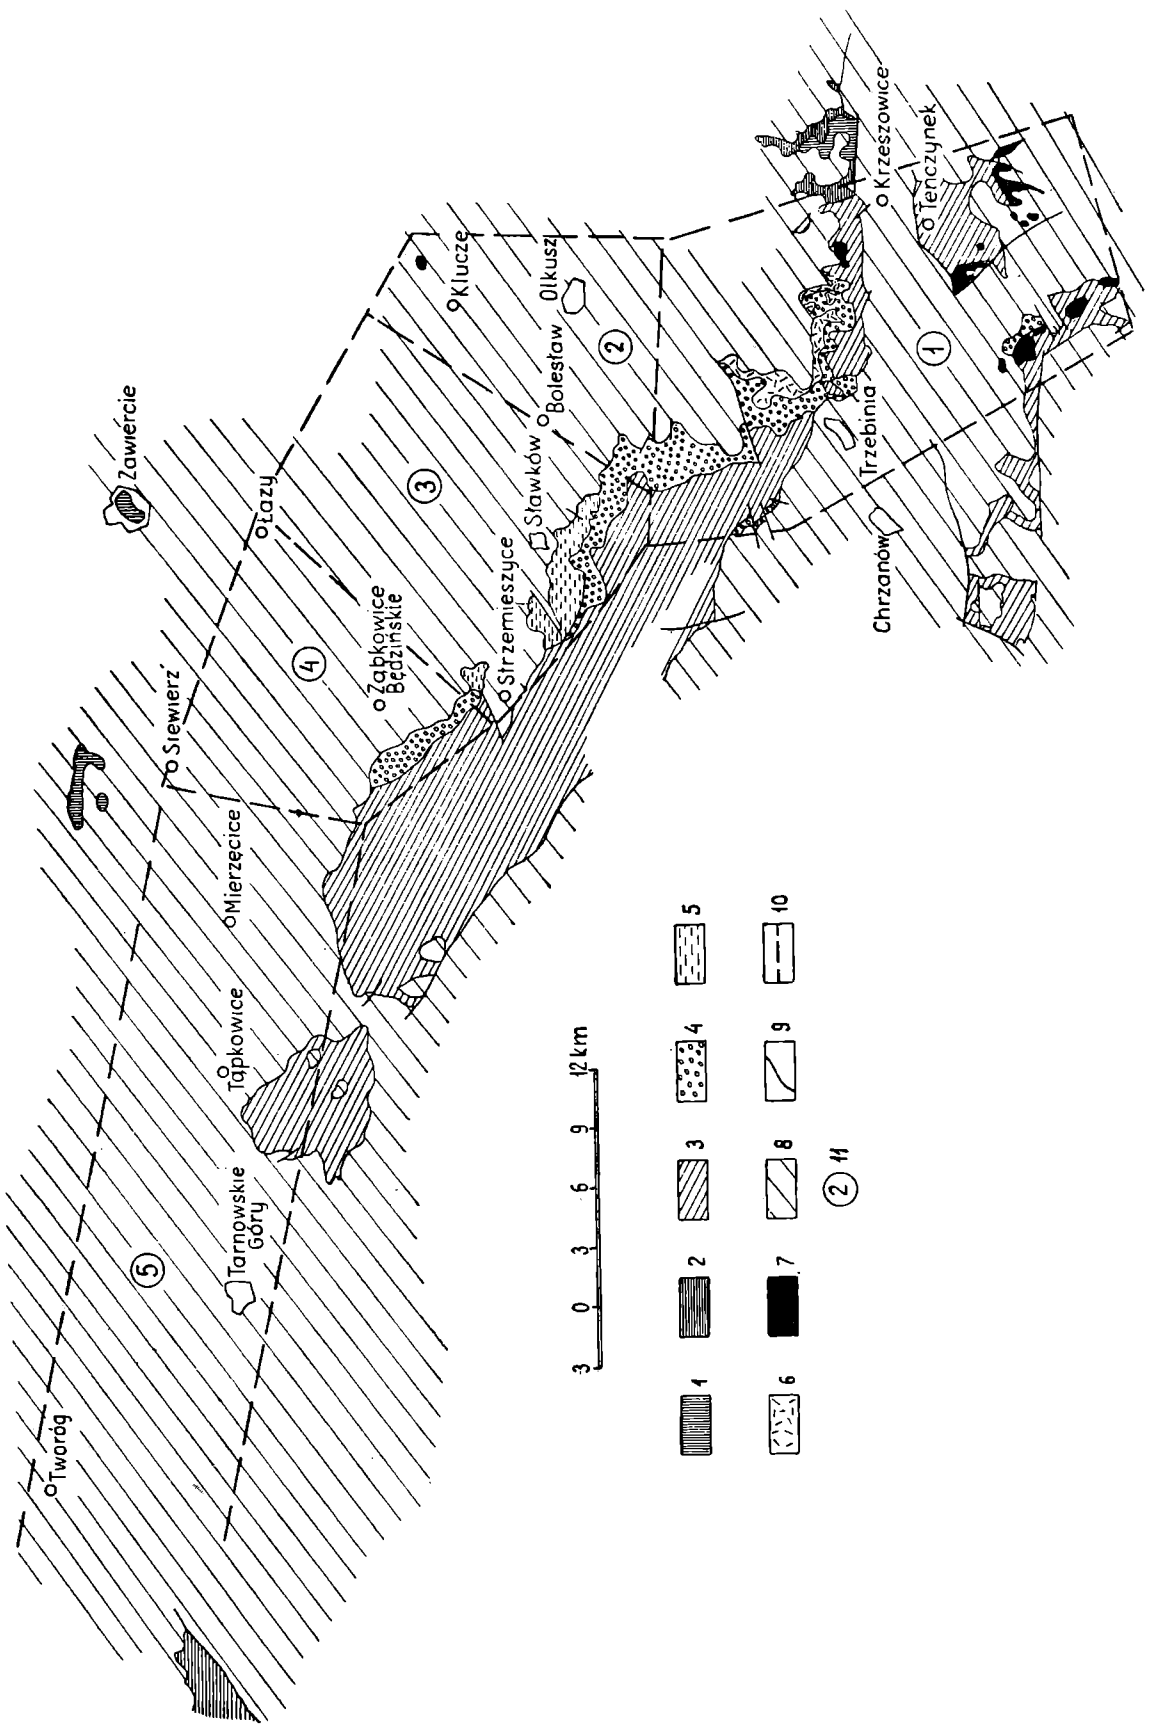 Zawiercie
Łazy
Siewierz
Mierzęcice
Tąpkowice
Tarnowskie
Góry
Tworóg
Klucze
Olkusz
Bolesław
Sławków
Strzemieszyce
Ząbkowice
Będzińskie
Krzeszowice
Tenczynek
Trzebinia
Chrzanów
1
2
3
4
5
3 0 3 6 9 12 km
1 2 3 4 5
6 7 8 9 10
2 11